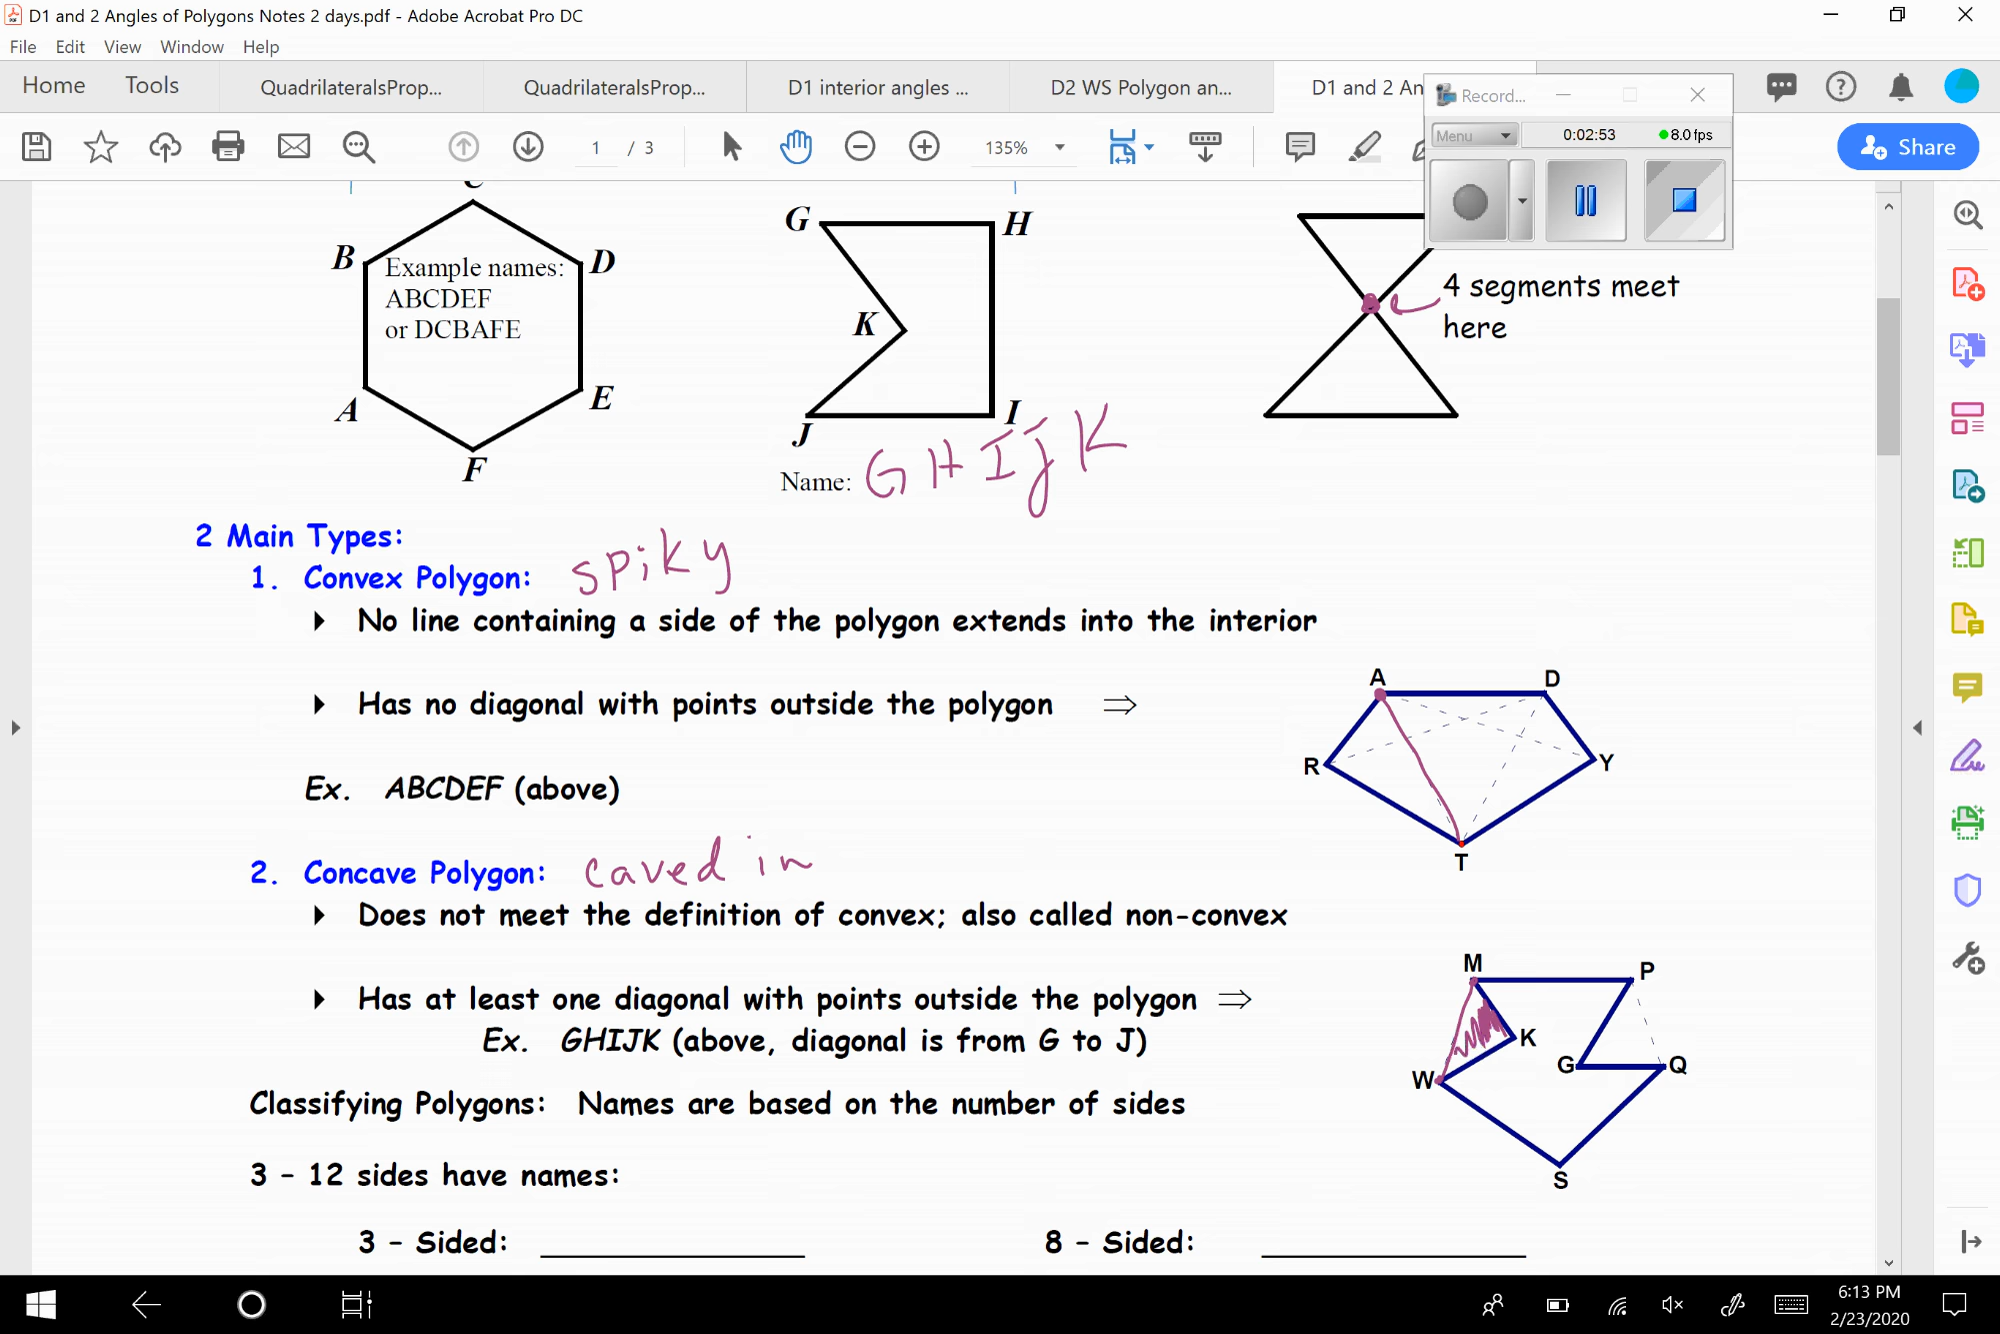 D1 and 2 Angles of Polygons Notes 2 days.pdf - Adobe Acrobat Pro DC
File Edit View Window Help
Home Tools QuadrilateralsProp... QuadrilateralsProp... D1 interior angles ... D2 WS Polygon an... D1 and 2 An
Record...
Menu 0:02:53 8.0 fps
1 / 3 135% Share
B D
Example names:
ABCDEF
or DCBAFE
A E
F
G H
K
J I
Name: GHIjK
4 segments meet
here
2 Main Types:
1. Convex Polygon: spiky
No line containing a side of the polygon extends into the interior
Has no diagonal with points outside the polygon ⇒
Ex. ABCDEF (above)
A D
R Y
T
2. Concave Polygon: caved in
Does not meet the definition of convex; also called non-convex
Has at least one diagonal with points outside the polygon ⇒
Ex. GHIJK (above, diagonal is from G to J)
M P
K
W G Q
S
Classifying Polygons: Names are based on the number of sides
3 - 12 sides have names:
3 - Sided: 8 - Sided:
6:13 PM
2/23/2020